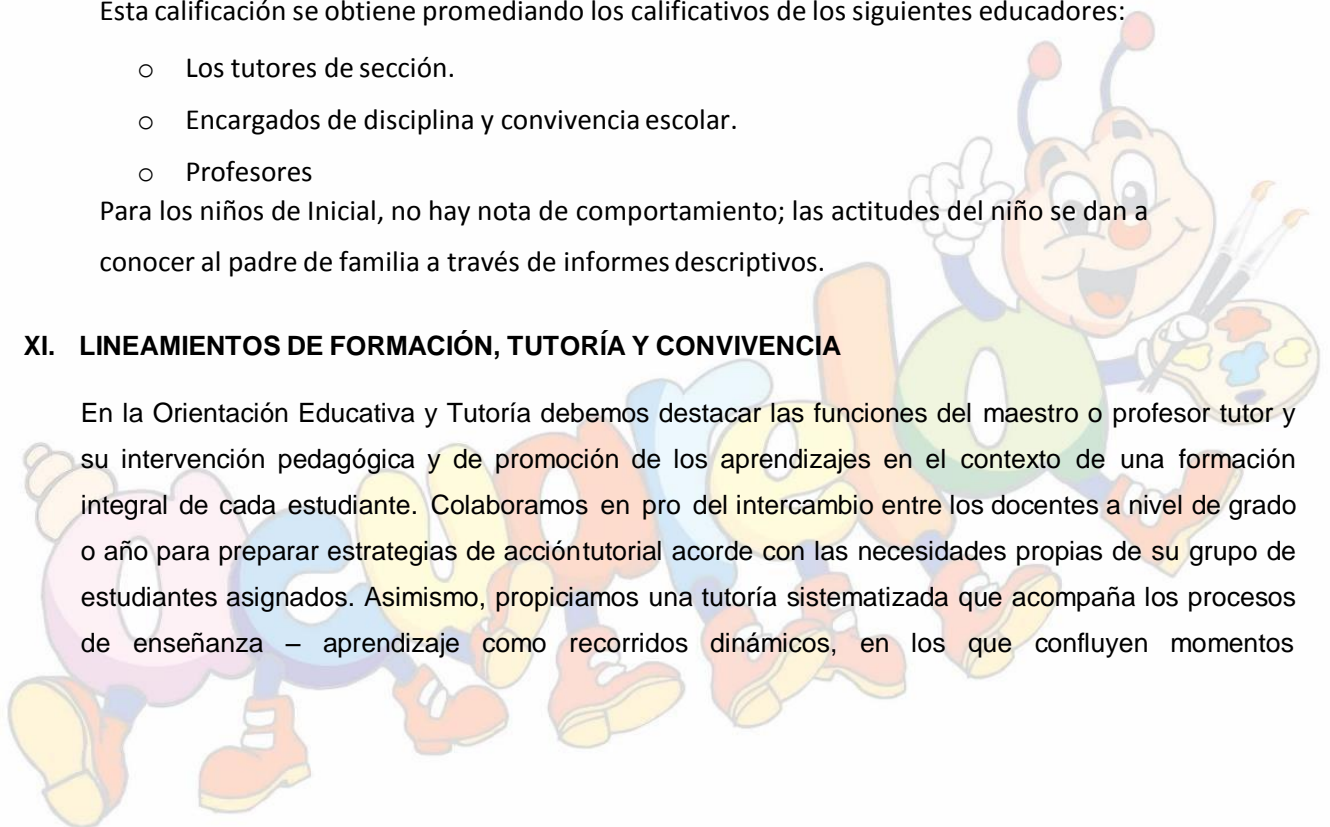 Esta calificación se obtiene promediando los calificativos de los siguientes educadores:
o Los tutores de sección.
o Encargados de disciplina y convivencia escolar.
o Profesores
Para los niños de Inicial, no hay nota de comportamiento; las actitudes del niño se dan a
conocer al padre de familia a través de informes descriptivos.
XI. LINEAMIENTOS DE FORMACIÓN, TUTORÍA Y CONVIVENCIA
En la Orientación Educativa y Tutoría debemos destacar las funciones del maestro o profesor tutor y
su intervención pedagógica y de promoción de los aprendizajes en el contexto de una formación
integral de cada estudiante. Colaboramos en pro del intercambio entre los docentes a nivel de grado
o año para preparar estrategias de accióntutorial acorde con las necesidades propias de su grupo de
estudiantes asignados. Asimismo, propiciamos una tutoría sistematizada que acompaña los procesos
de enseñanza – aprendizaje como recorridos dinámicos, en los que confluyen momentos
acuarela